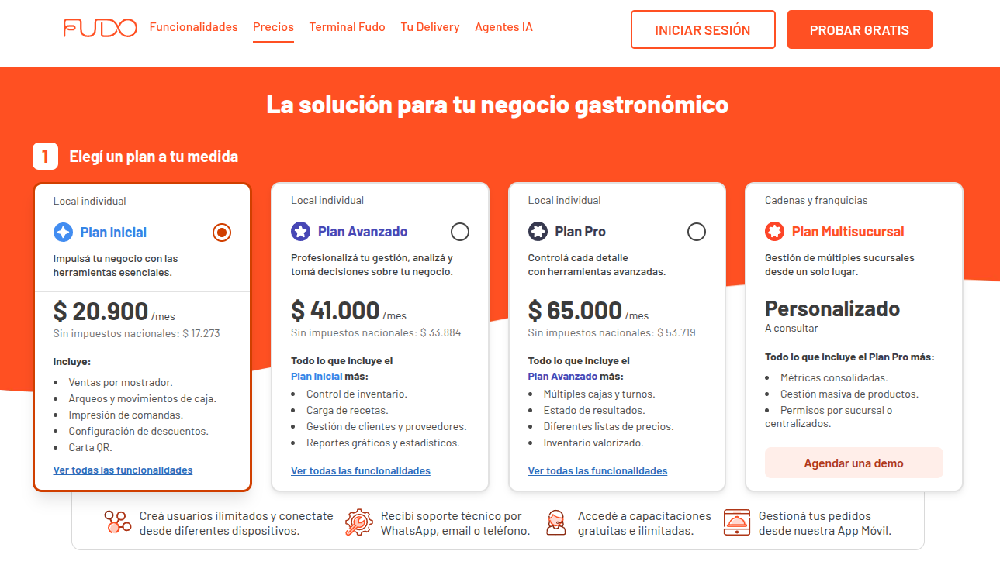 FUDO
Funcionalidades
Precios
Terminal Fudo
Tu Delivery
Agentes IA
INICIAR SESIÓN
PROBAR GRATIS
La solución para tu negocio gastronómico
1
Elegí un plan a tu medida
Local individual
Plan Inicial
Impulsá tu negocio con las
herramientas esenciales.
$ 20.900 /mes
Sin impuestos nacionales: $ 17.273
Incluye:
Ventas por mostrador.
Arqueos y movimientos de caja.
Impresión de comandas.
Configuración de descuentos.
Carta QR.
Ver todas las funcionalidades
Local individual
Plan Avanzado
Profesionalizá tu gestión, analizá y
tomá decisiones sobre tu negocio.
$ 41.000 /mes
Sin impuestos nacionales: $ 33.884
Todo lo que incluye el
Plan Inicial más:
Control de inventario.
Carga de recetas.
Gestión de clientes y proveedores.
Reportes gráficos y estadísticos.
Ver todas las funcionalidades
Local individual
Plan Pro
Controlá cada detalle
con herramientas avanzadas.
$ 65.000 /mes
Sin impuestos nacionales: $ 53.719
Todo lo que incluye el
Plan Avanzado más:
Múltiples cajas y turnos.
Estado de resultados.
Diferentes listas de precios.
Inventario valorizado.
Ver todas las funcionalidades
Cadenas y franquicias
Plan Multisucursal
Gestión de múltiples sucursales
desde un solo lugar.
Personalizado
A consultar
Todo lo que incluye el Plan Pro más:
Métricas consolidadas.
Gestión masiva de productos.
Permisos por sucursal o
centralizados.
Agendar una demo
Creá usuarios ilimitados y conectate
desde diferentes dispositivos.
Recibí soporte técnico por
WhatsApp, email o teléfono.
Accedé a capacitaciones
gratuitas e ilimitadas.
Gestioná tus pedidos
desde nuestra App Móvil.